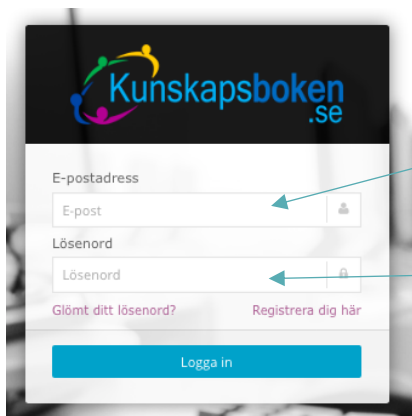 Kunskapsboken
.se
E-postadress
E-post
Lösenord
Lösenord
Glömt ditt lösenord? Registrera dig här
Logga in